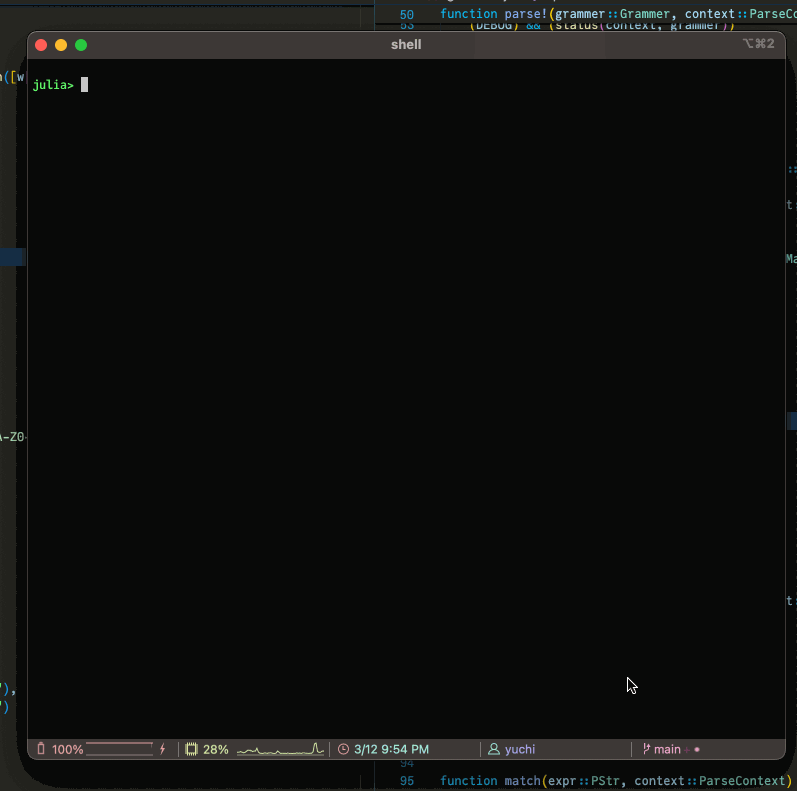 50 function parse!(grammer::Grammer, context::ParseCo
53 (DEBUG) && (status(context, grammer))
shell ⌥⌘2
([w
julia>
::
t:
Ma
A-Z0-
t:
"),
")
100% 28% 3/12 9:54 PM yuchi main
94
95 function match(expr::PStr, context::ParseContext)